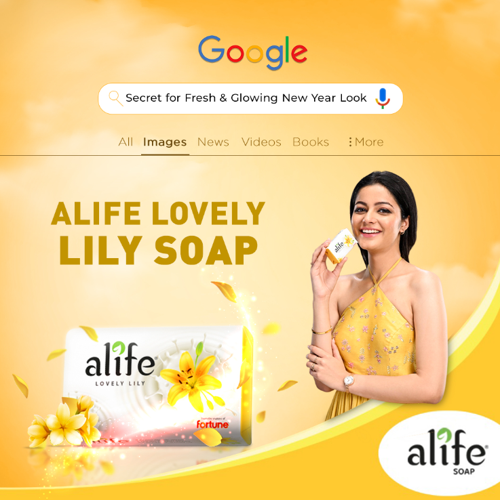 Google
Secret for Fresh & Glowing New Year Look
All Images News Videos Books More
ALIFE LOVELY
LILY SOAP
alife
LOVELY LILY
fortune
alife
SOAP